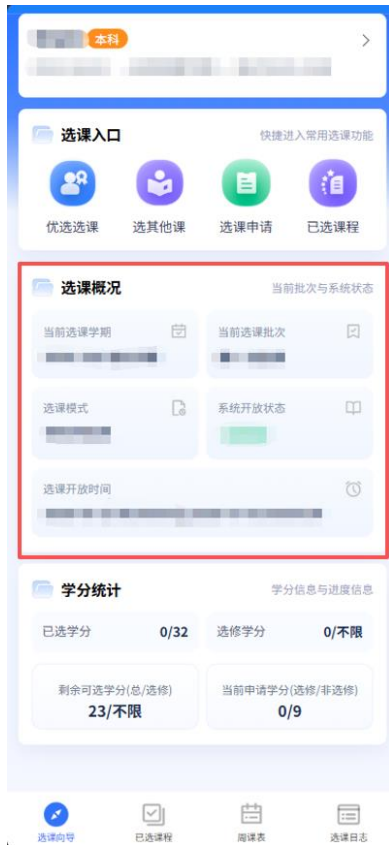 本科
选课入口 快捷进入常用选课功能
优选选课 选其他课 选课申请 已选课程
选课概况 当前批次与系统状态
当前选课学期 当前选课批次
选课模式 系统开放状态
选课开放时间
学分统计 学分信息与进度信息
已选学分 0/32 选修学分 0/不限
剩余可选学分(总/选修) 当前申请学分(选修/非选修)
23/不限 0/9
选课向导 已选课程 周课表 选课日志